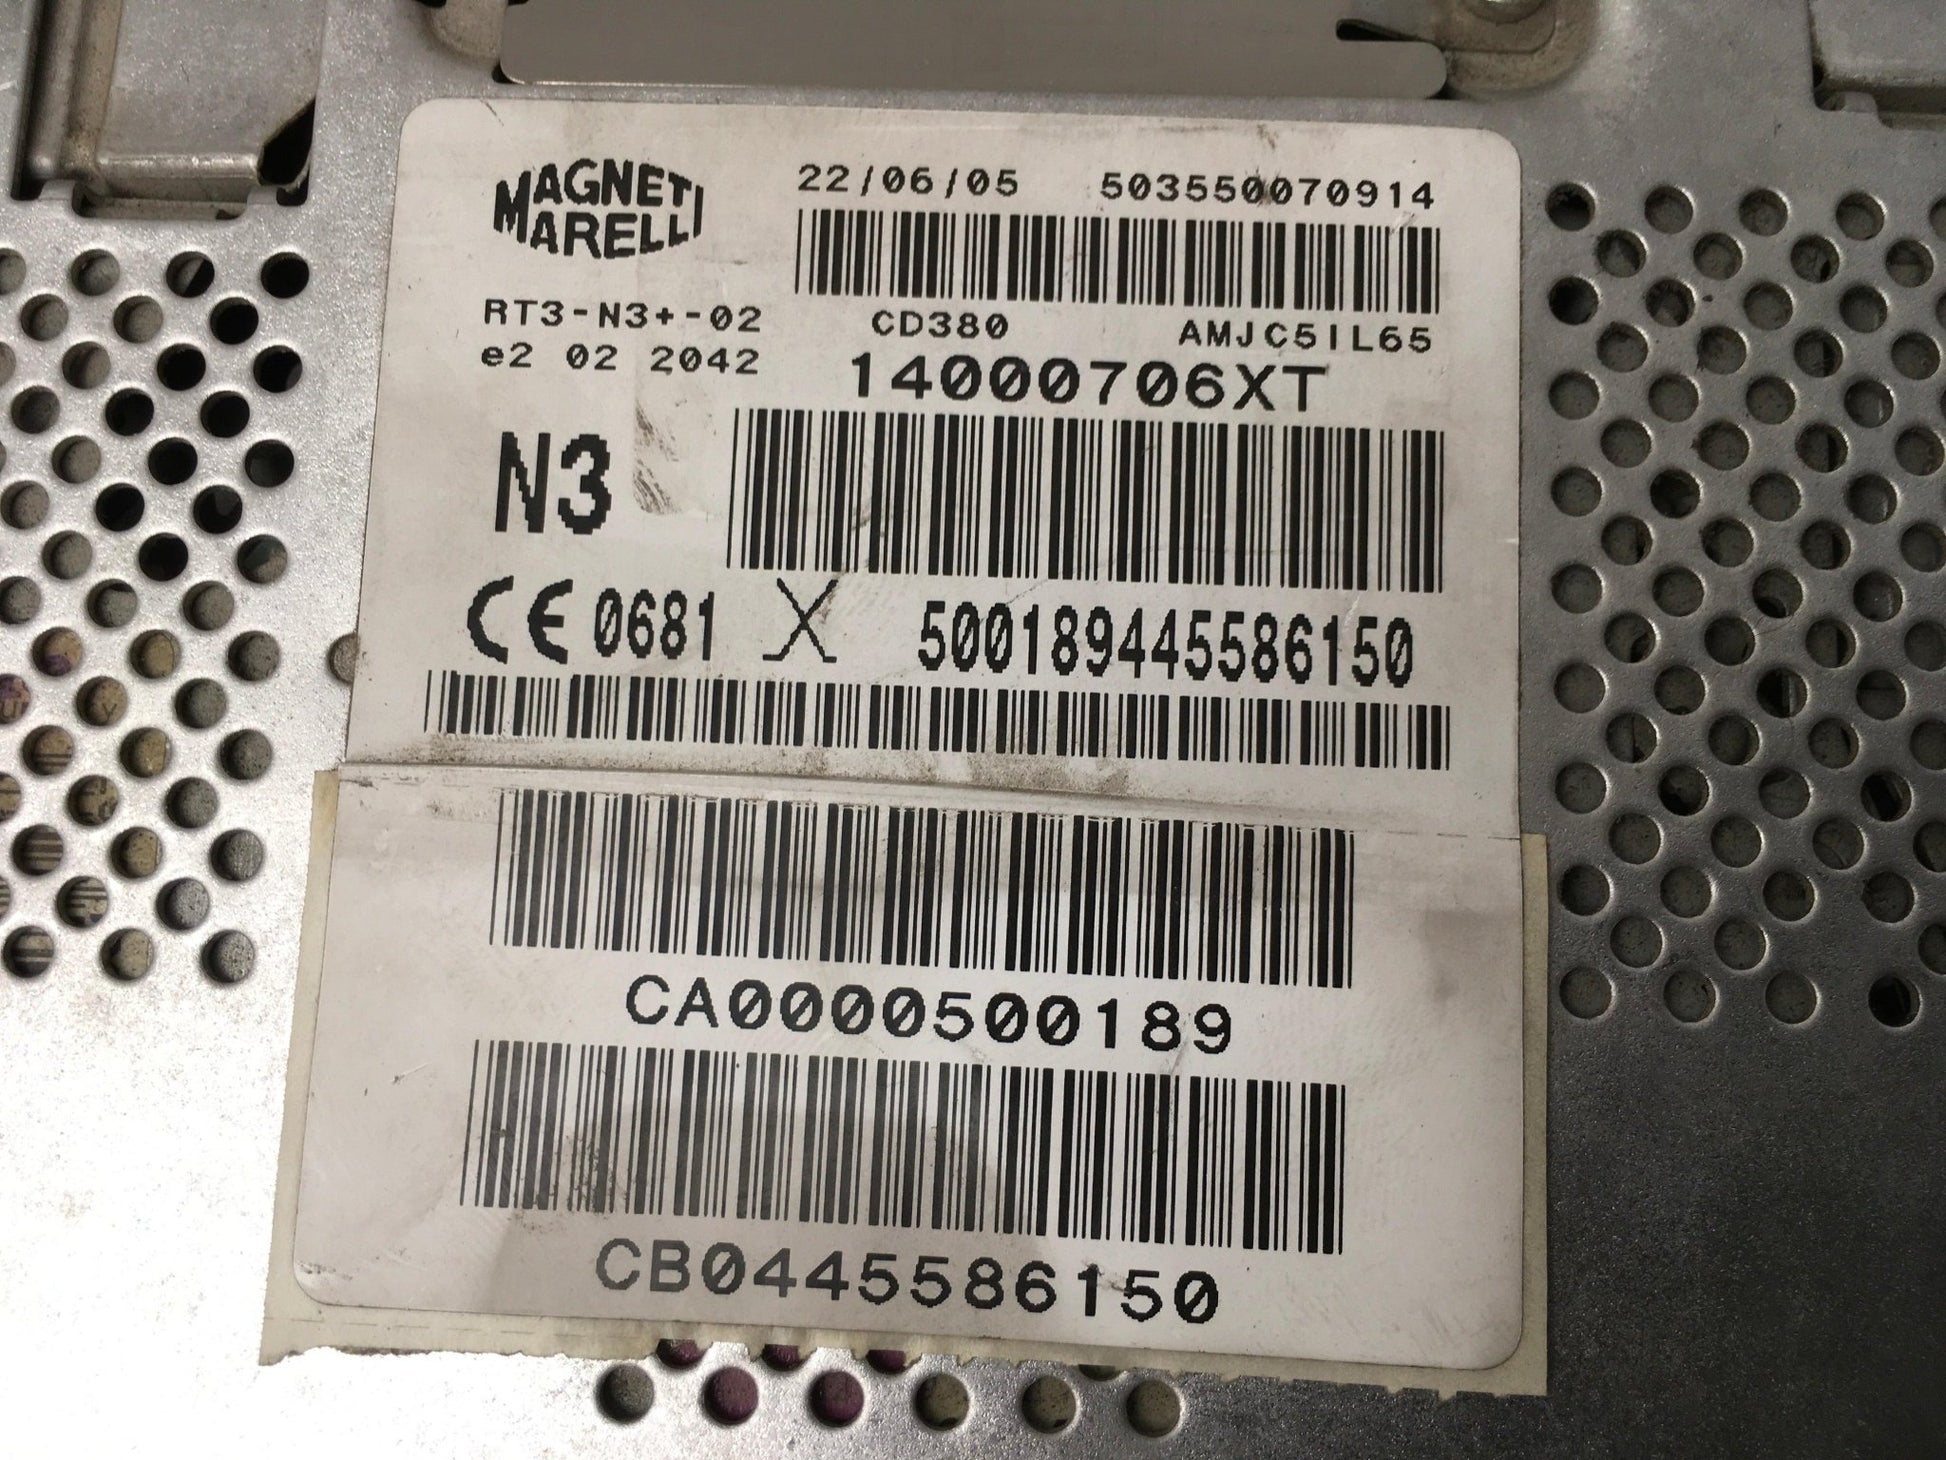 MAGNETI
MARELLI
22/06/05 503550070914
RT3-N3+-02 CD380 AMJC51L65
e2 02 2042 14000706XT
N3
CE 0681 500189445586150
CA0000500189
CB0445586150